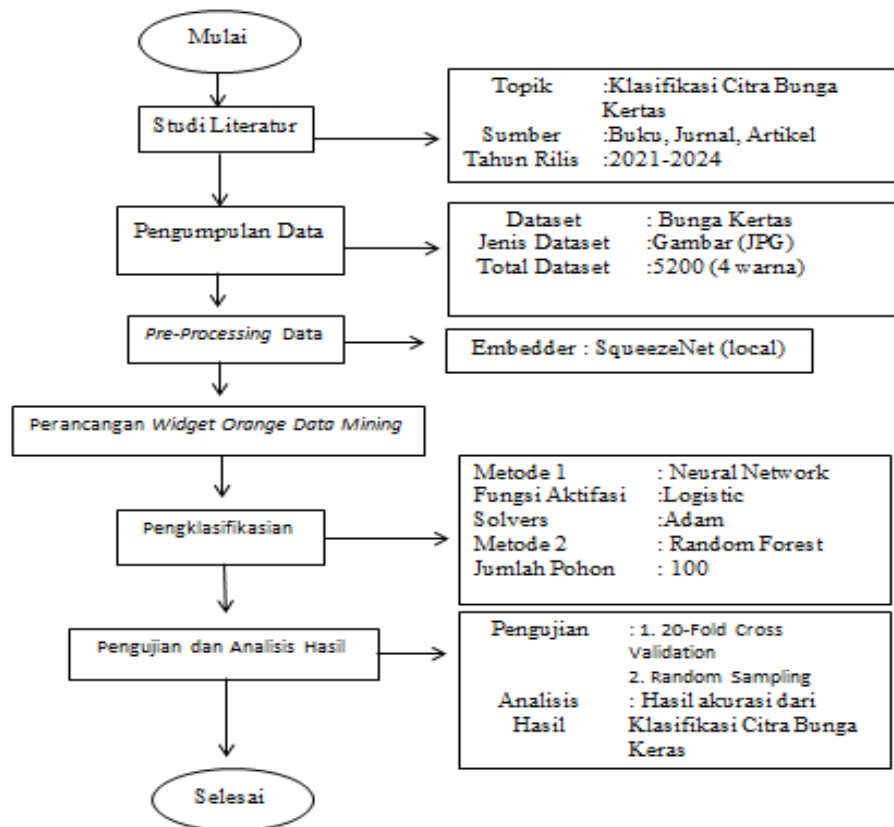 Mulai
Studi Literatur
Topik :Klasifikasi Citra Bunga
Kertas
Sumber :Buku, Jurnal, Artikel
Tahun Rilis :2021-2024
Pengumpulan Data
Dataset : Bunga Kertas
Jenis Dataset :Gambar (JPG)
Total Dataset :5200 (4 warna)
Pre-Processing Data
Embedder : SqueezeNet (local)
Perancangan Widget Orange Data Mining
Pengklasifikasian
Metode 1 : Neural Network
Fungsi Aktifasi :Logistic
Solvers :Adam
Metode 2 : Random Forest
Jumlah Pohon : 100
Pengujian dan Analisis Hasil
Pengujian : 1. 20-Fold Cross
Validation
2. Random Sampling
Analisis : Hasil akurasi dari
Hasil Klasifikasi Citra Bunga
Keras
Selesai